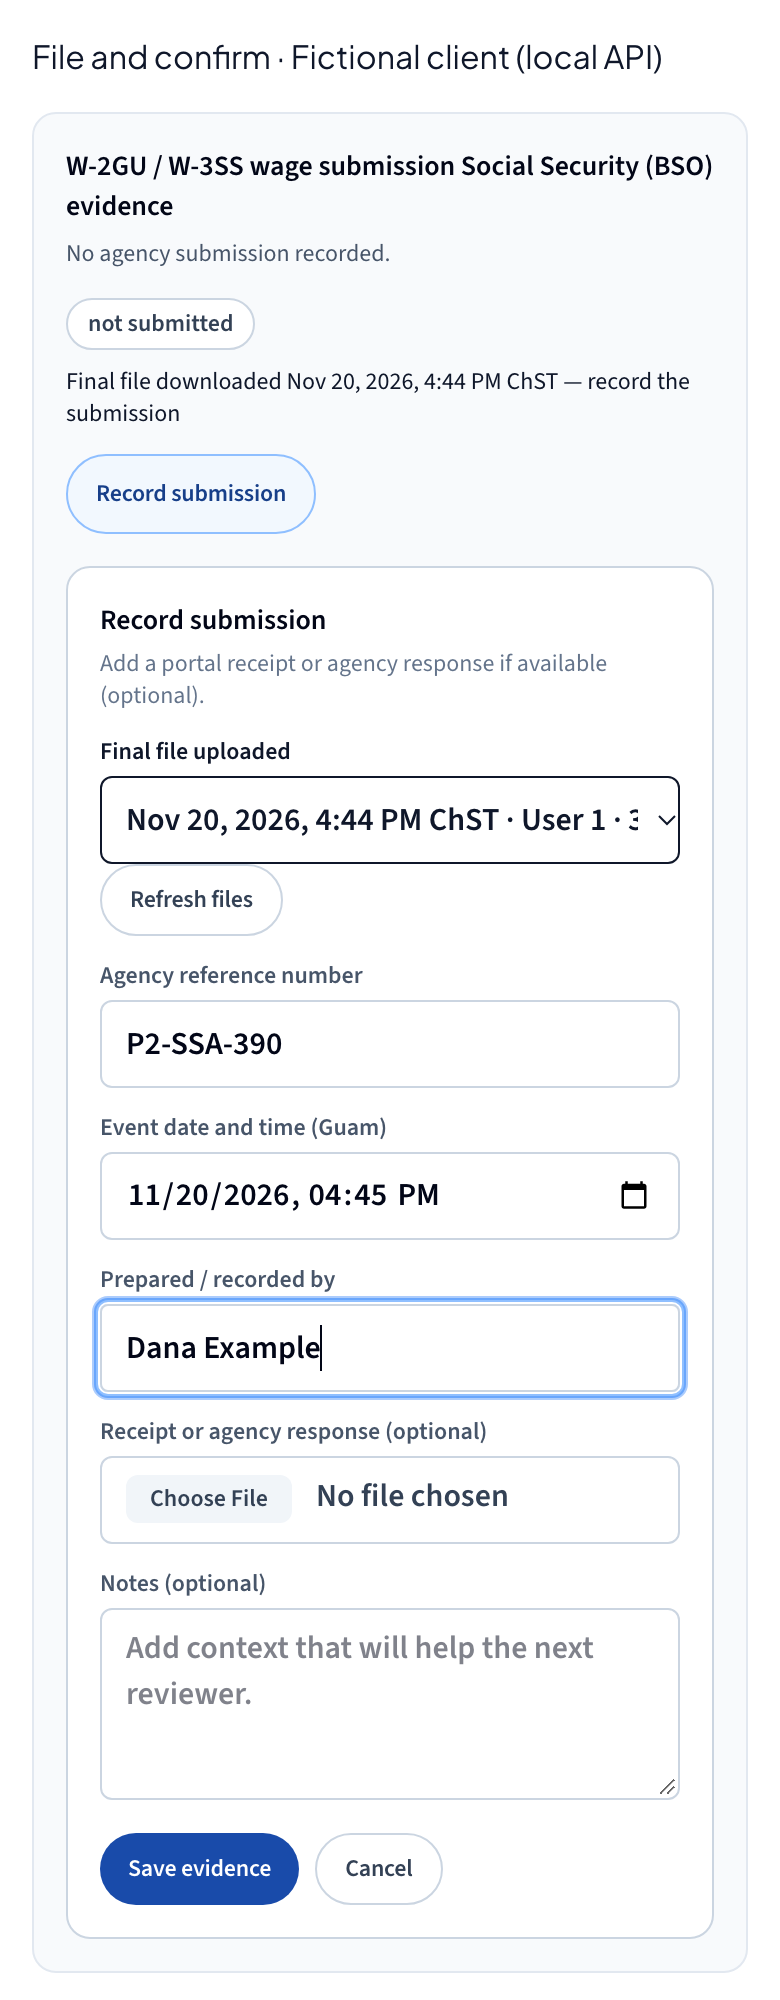 File and confirm · Fictional client (local API)
W-2GU / W-3SS wage submission Social Security (BSO)
evidence
No agency submission recorded.
not submitted
Final file downloaded Nov 20, 2026, 4:44 PM ChST — record the
submission
Record submission
Record submission
Add a portal receipt or agency response if available
(optional).
Final file uploaded
Nov 20, 2026, 4:44 PM ChST · User 1 ·
Refresh files
Agency reference number
P2-SSA-390
Event date and time (Guam)
11/20/2026, 04:45 PM
Prepared / recorded by
Dana Example
Receipt or agency response (optional)
Choose File No file chosen
Notes (optional)
Add context that will help the next
reviewer.
Save evidence Cancel